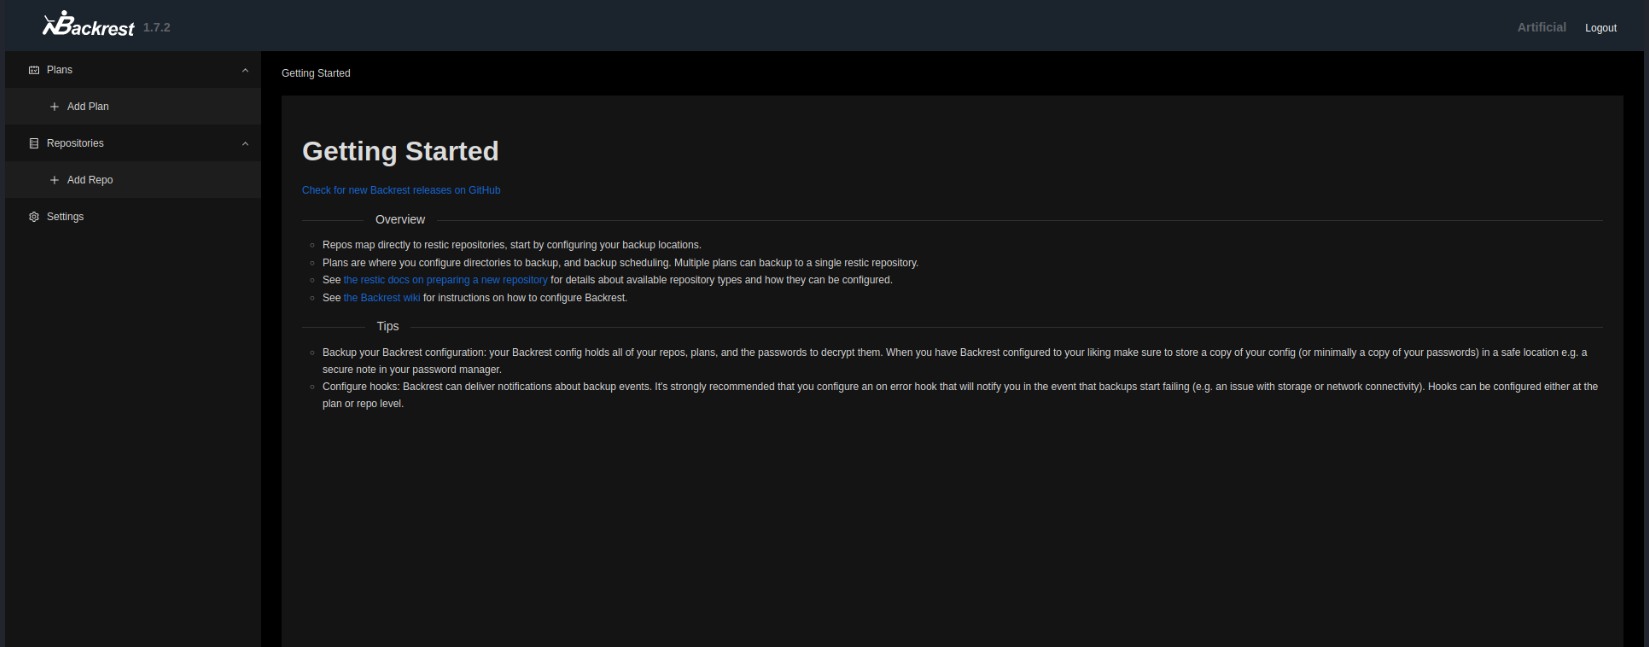 Backrest 1.7.2
Artificial
Logout
Plans
Add Plan
Repositories
Add Repo
Settings
Getting Started
Getting Started
Check for new Backrest releases on GitHub
Overview
Repos map directly to restic repositories, start by configuring your backup locations.
Plans are where you configure directories to backup, and backup scheduling. Multiple plans can backup to a single restic repository.
See the restic docs on preparing a new repository for details about available repository types and how they can be configured.
See the Backrest wiki for instructions on how to configure Backrest.
Tips
Backup your Backrest configuration: your Backrest config holds all of your repos, plans, and the passwords to decrypt them. When you have Backrest configured to your liking make sure to store a copy of your config (or minimally a copy of your passwords) in a safe location e.g. a
secure note in your password manager.
Configure hooks: Backrest can deliver notifications about backup events. It's strongly recommended that you configure an on error hook that will notify you in the event that backups start failing (e.g. an issue with storage or network connectivity). Hooks can be configured either at the
plan or repo level.